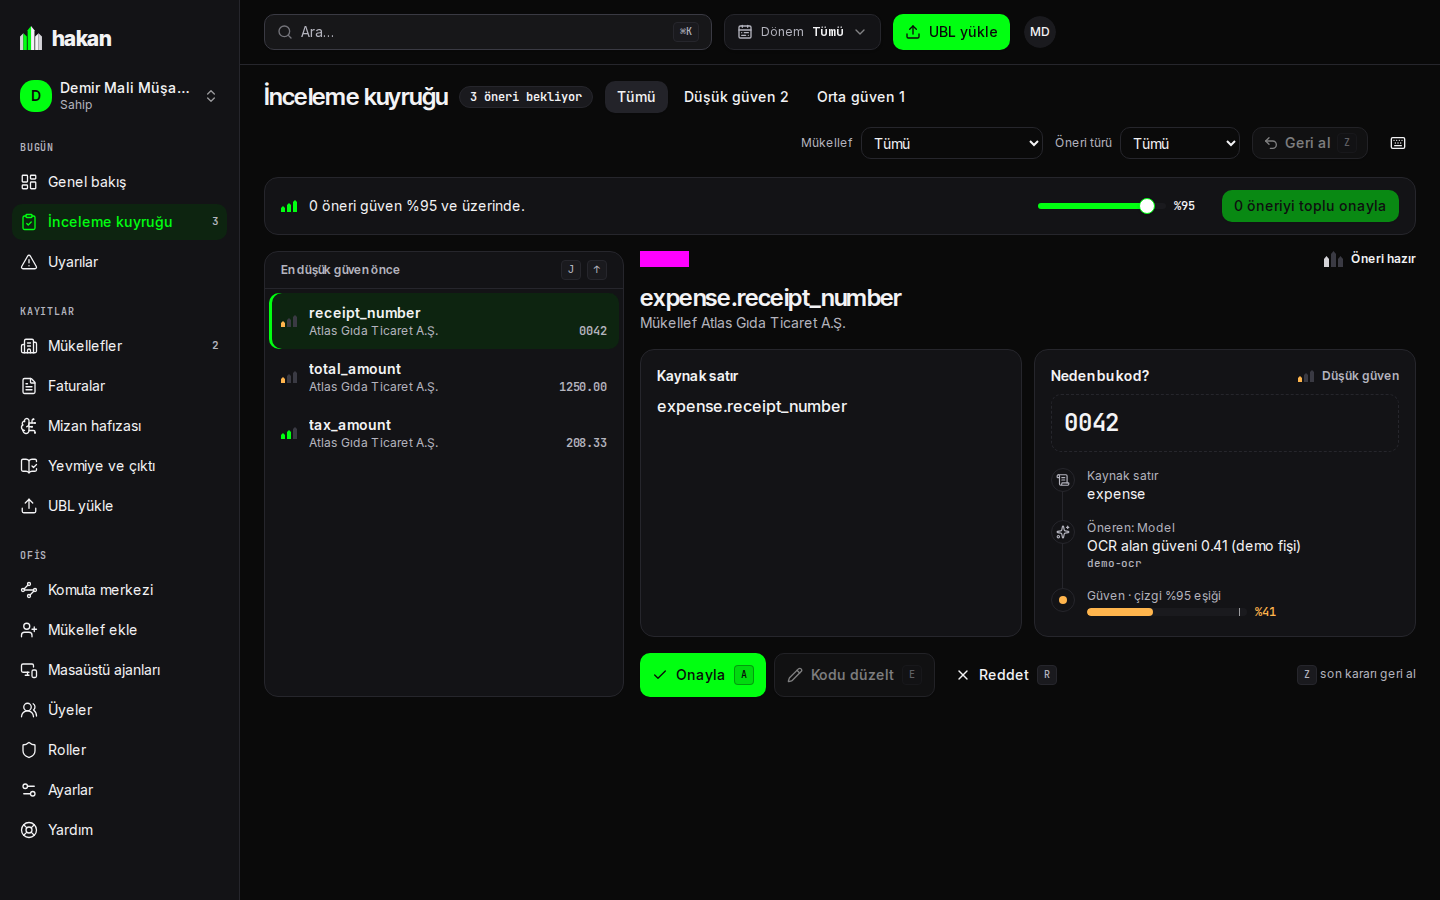 hakan
Ara...
⌘K
Dönem Tümü
UBL yükle
MD
Demir Mali Müşa...
Sahip
BUGÜN
Genel bakış
İnceleme kuyruğu 3
Uyarılar
KAYITLAR
Mükellefler 2
Faturalar
Mizan hafızası
Yevmiye ve çıktı
UBL yükle
OFİS
Komuta merkezi
Mükellef ekle
Masaüstü ajanları
Üyeler
Roller
Ayarlar
Yardım
İnceleme kuyruğu 3 öneri bekliyor Tümü Düşük güven 2 Orta güven 1
Mükellef Tümü Öneri türü Tümü Geri al Z
0 öneri güven %95 ve üzerinde. %95 0 öneriyi toplu onayla
En düşük güven önce J ↑
receipt_number
Atlas Gıda Ticaret A.Ş. 0042
total_amount
Atlas Gıda Ticaret A.Ş. 1250.00
tax_amount
Atlas Gıda Ticaret A.Ş. 208.33
Öneri hazır
expense.receipt_number
Mükellef Atlas Gıda Ticaret A.Ş.
Kaynak satır
expense.receipt_number
Neden bu kod? Düşük güven
0042
Kaynak satır
expense
Öneren: Model
OCR alan güveni 0.41 (demo fişi)
demo-ocr
Güven · çizgi %95 eşiği
%41
Onayla A Kodu düzelt E Reddet R Z son kararı geri al